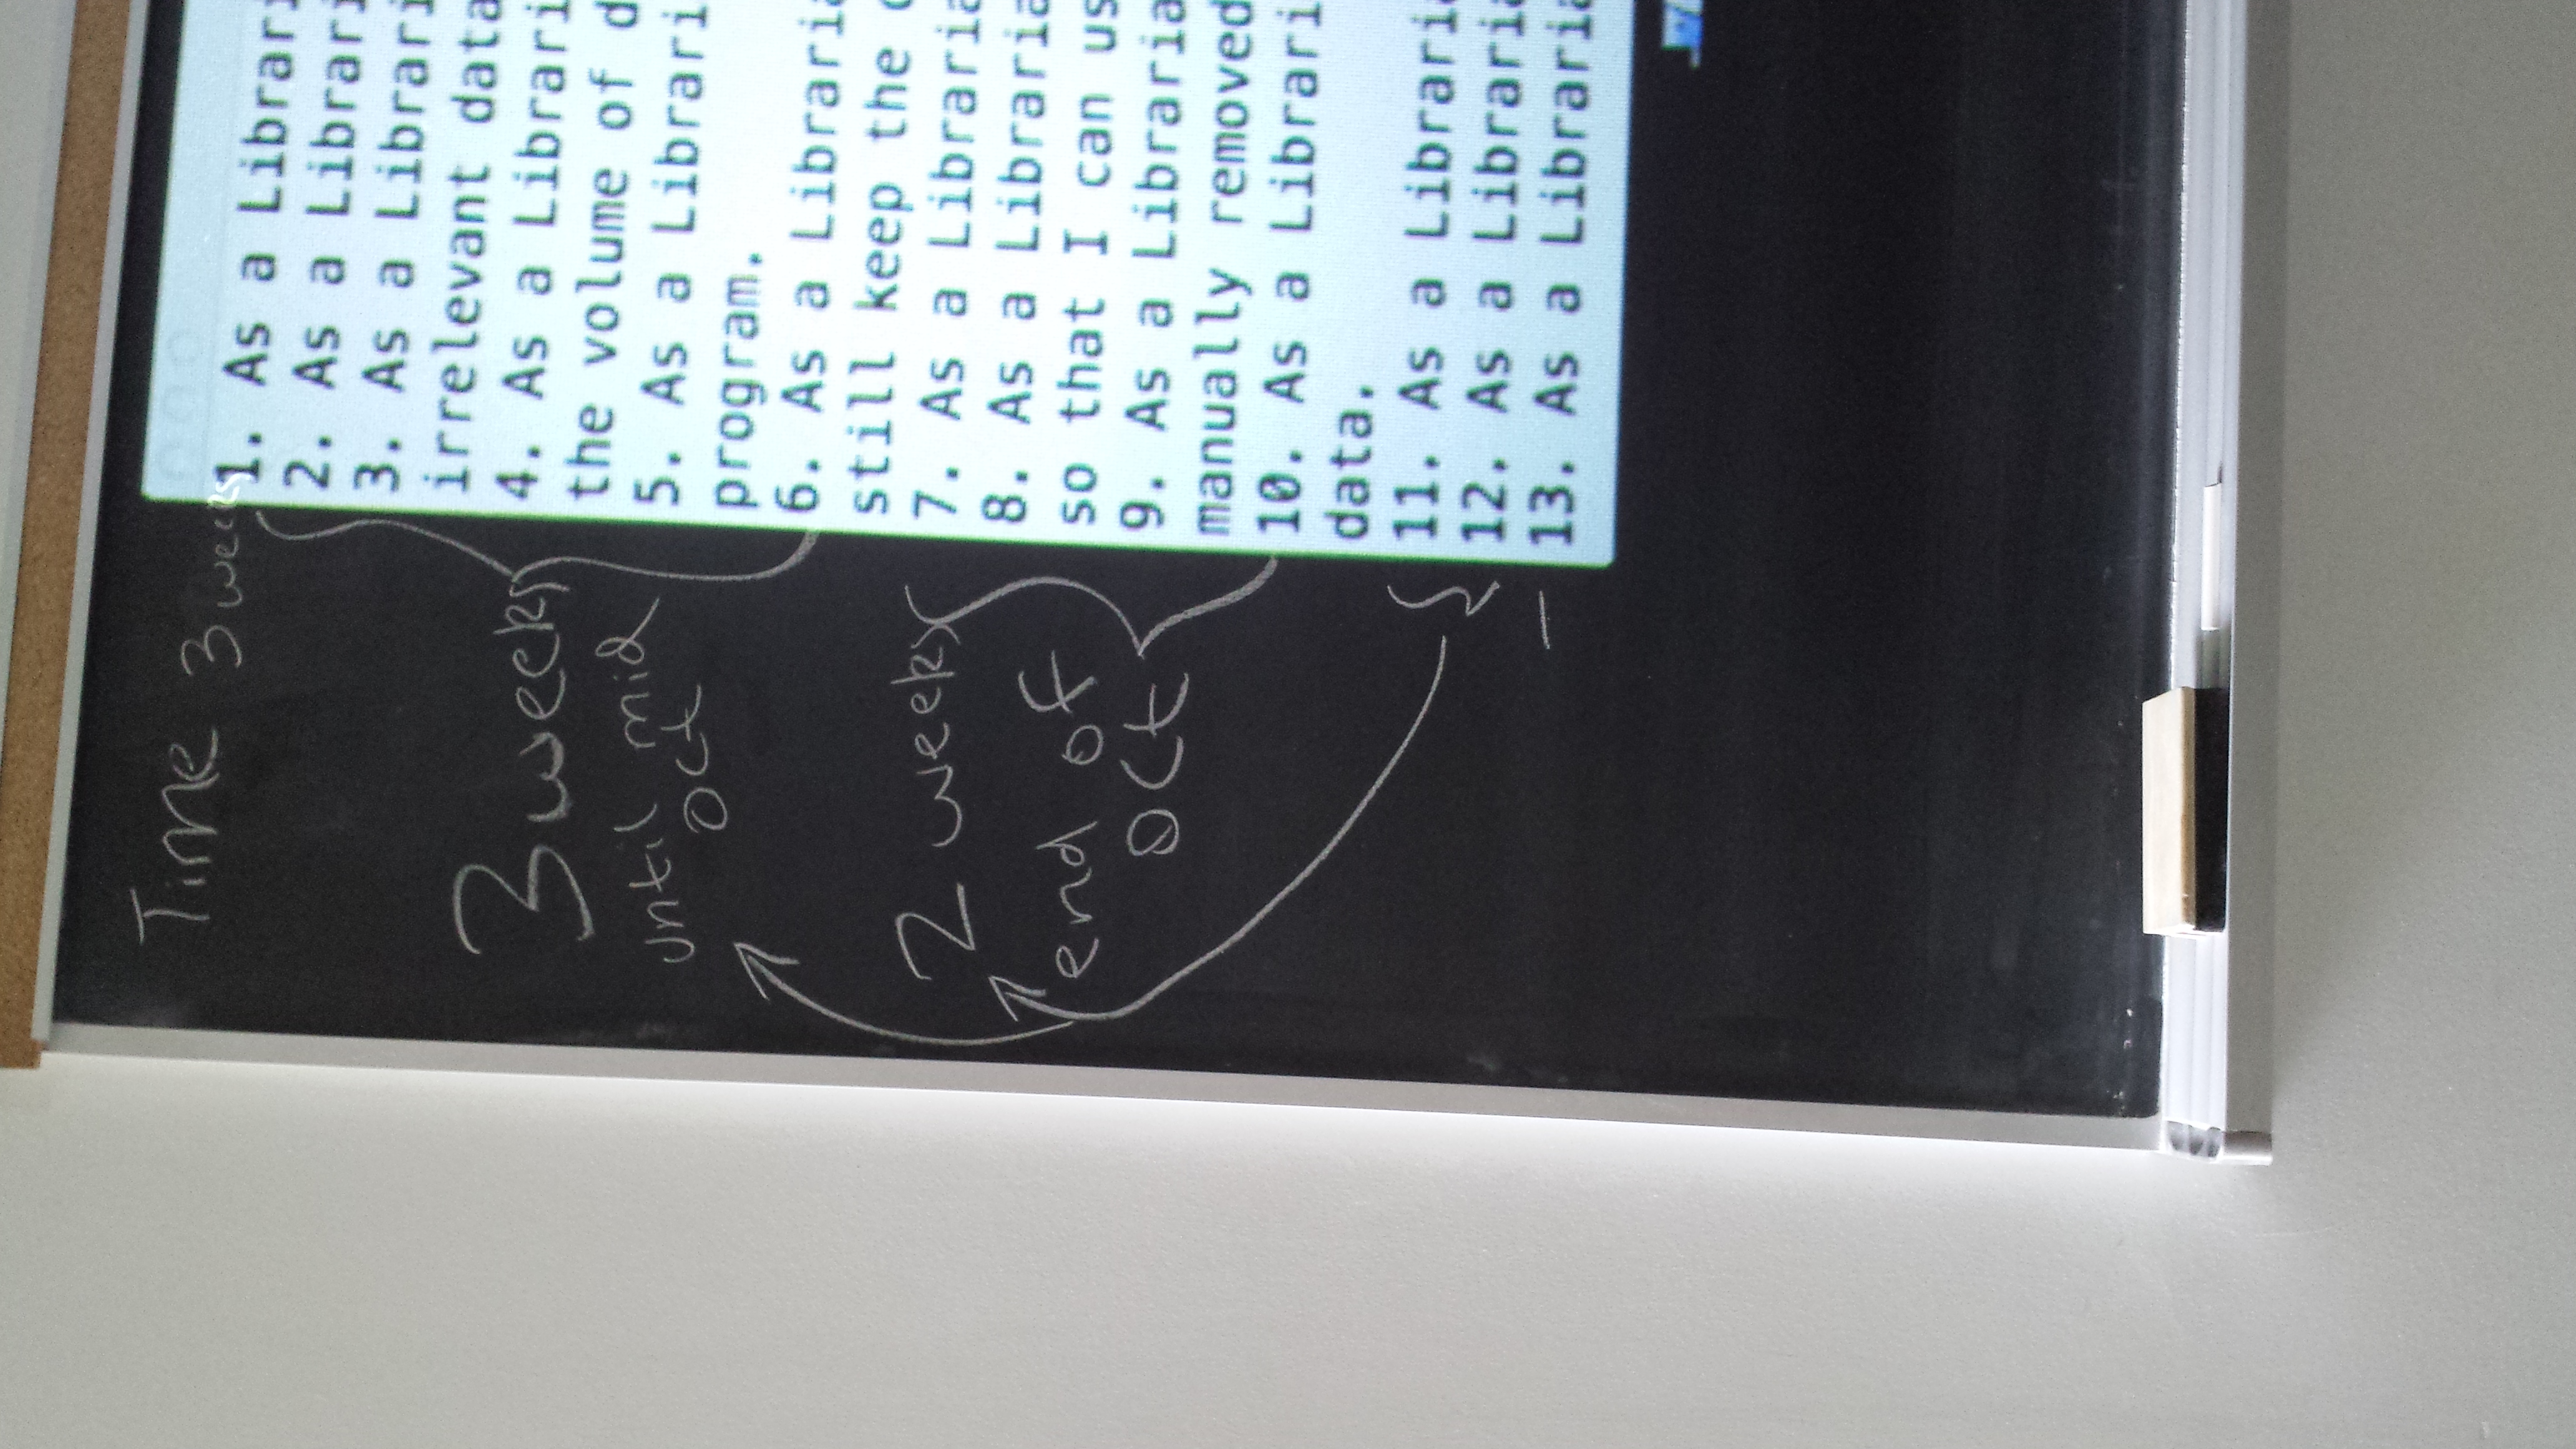 Time 3 weeks
3 weeks
until mid
oct
2 weeks
end of
oct
1. As a Librari
2. As a Librari
3. As a Librari
irrelevant data
4. As a Librari
the volume of d
5. As a Librari
program.
6. As a Libraria
still keep the
7. As a Libraria
8. As a Libraria
so that I can us
9. As a Libraria
manually removed
10. As a Librari
data.
11. As a Libraria
12. As a Libraria
13. As a Libraria